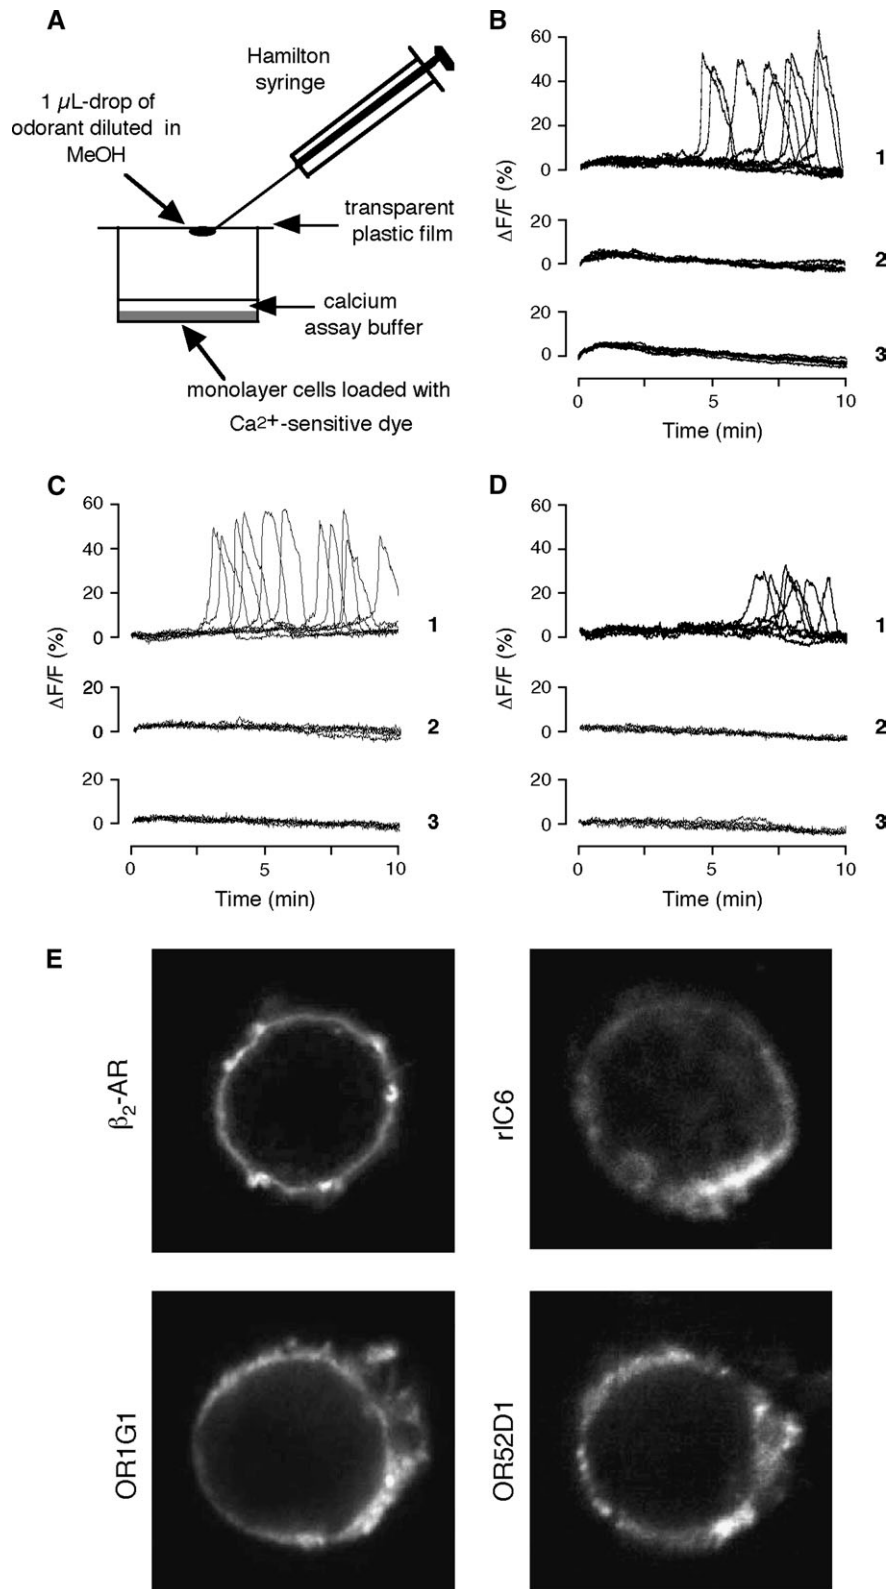 A
Hamilton
syringe
1 µL-drop of
odorant diluted in
MeOH
transparent
plastic film
calcium
assay buffer
monolayer cells loaded with
Ca2+-sensitive dye
B
60
40
20
0
1
ΔF/F (%)
20
0
2
20
0
3
0 5 10
Time (min)
C
60
40
20
0
1
ΔF/F (%)
20
0
2
20
0
3
0 5 10
Time (min)
D
60
40
20
0
1
ΔF/F (%)
20
0
2
20
0
3
0 5 10
Time (min)
E
β2-AR
rIC6
OR1G1
OR52D1